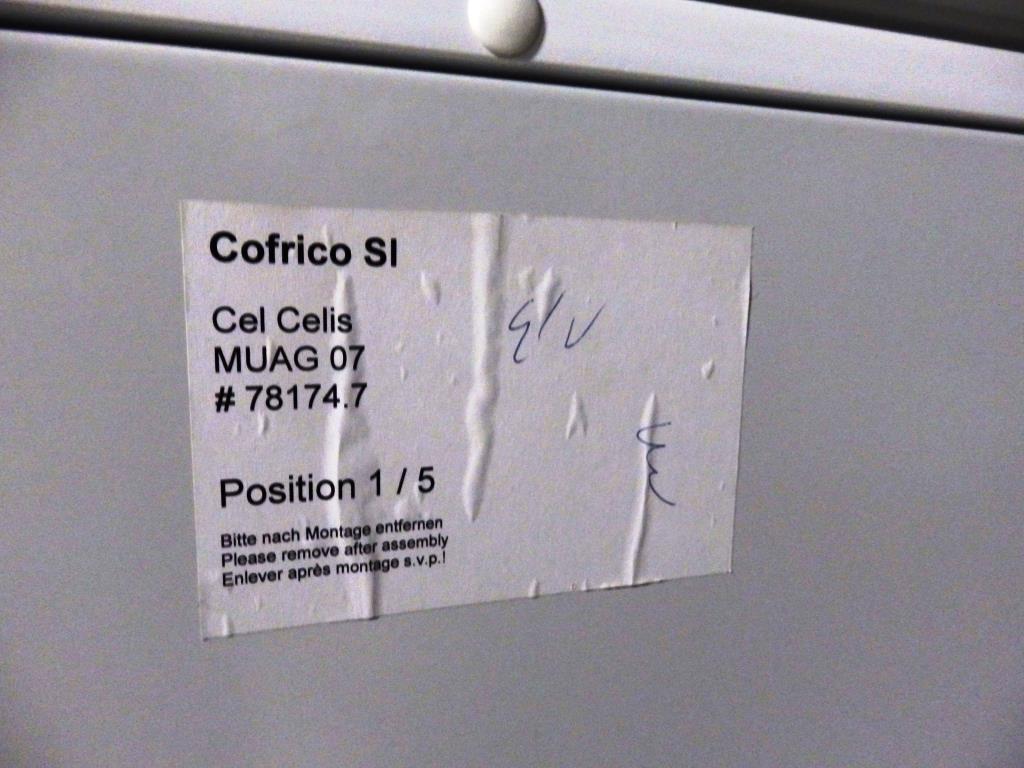 Cofrico SI
Cel Celis
MUAG 07
# 78174.7
Position 1 / 5
Bitte nach Montage entfernen
Please remove after assembly
Enlever après montage s.v.p.!